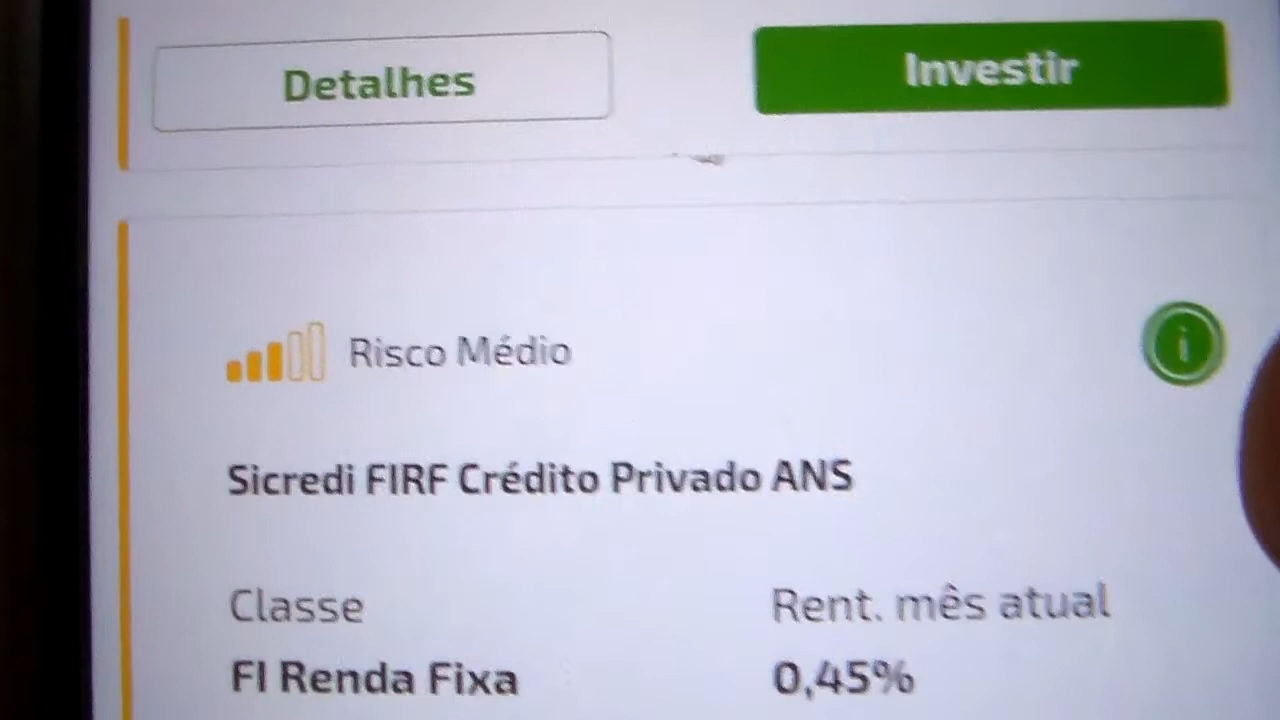 Detalhes
Investir
Risco Médio
i
Sicredi FIRF Crédito Privado ANS
Classe
Rent. mês atual
FI Renda Fixa
0,45%